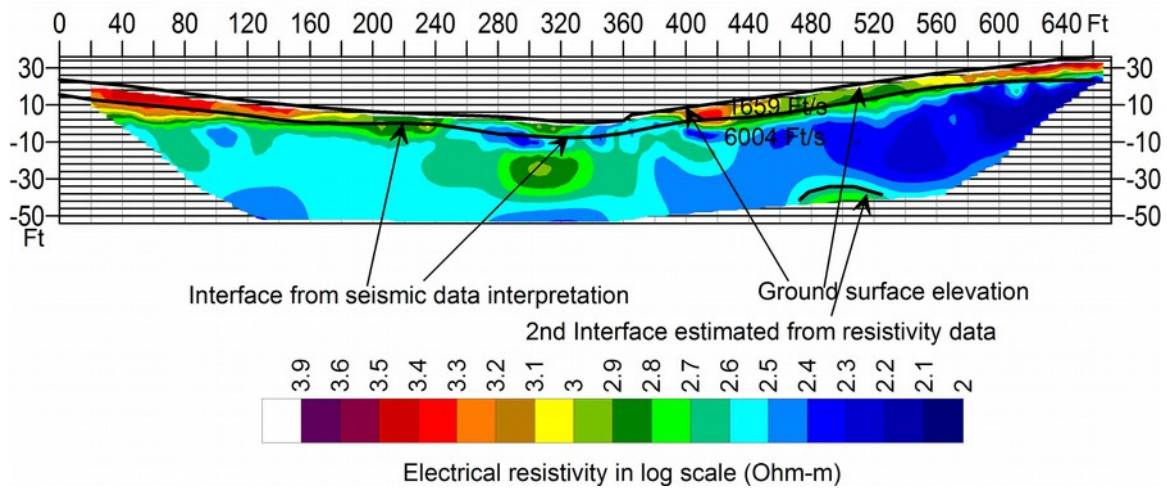 0 40 80 120 160 200 240 280 320 360 400 440 480 520 560 600 640 Ft
30 30
10 1659 Ft/s 10
-10 6004 Ft/s -10
-30 -30
-50 -50
Ft
Interface from seismic data interpretation
Ground surface elevation
2nd Interface estimated from resistivity data
3.9 3.6 3.5 3.4 3.3 3.2 3.1 3 2.9 2.8 2.7 2.6 2.5 2.4 2.3 2.2 2.1 2
Electrical resistivity in log scale (Ohm-m)